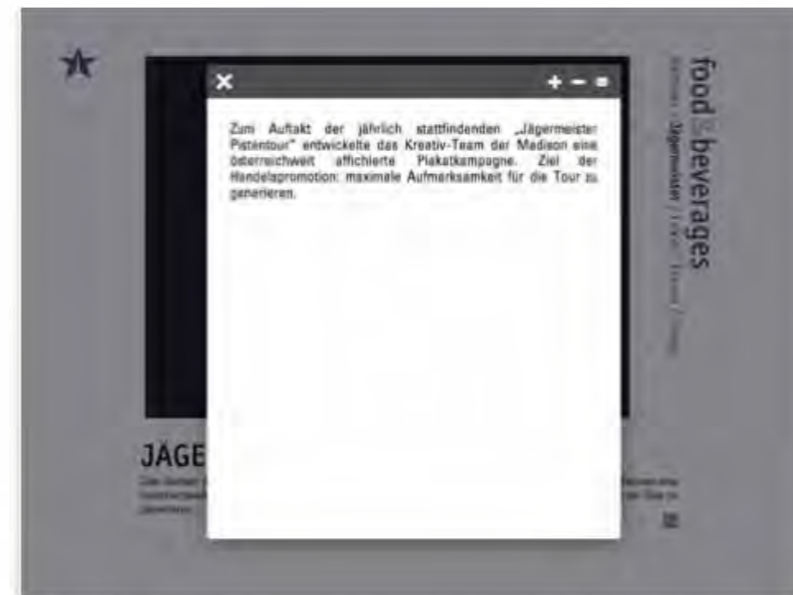 Zum Auftakt der jährlich stattfindenden „Jägermeister
Pistentour" entwickelte das Kreativ-Team der Madison eine
österreichweit affichierte Plakatkampagne. Ziel der
Handelspromotion: maximale Aufmerksamkeit für die Tour zu
generieren.
food & beverages
Jägermeister
JÄGE